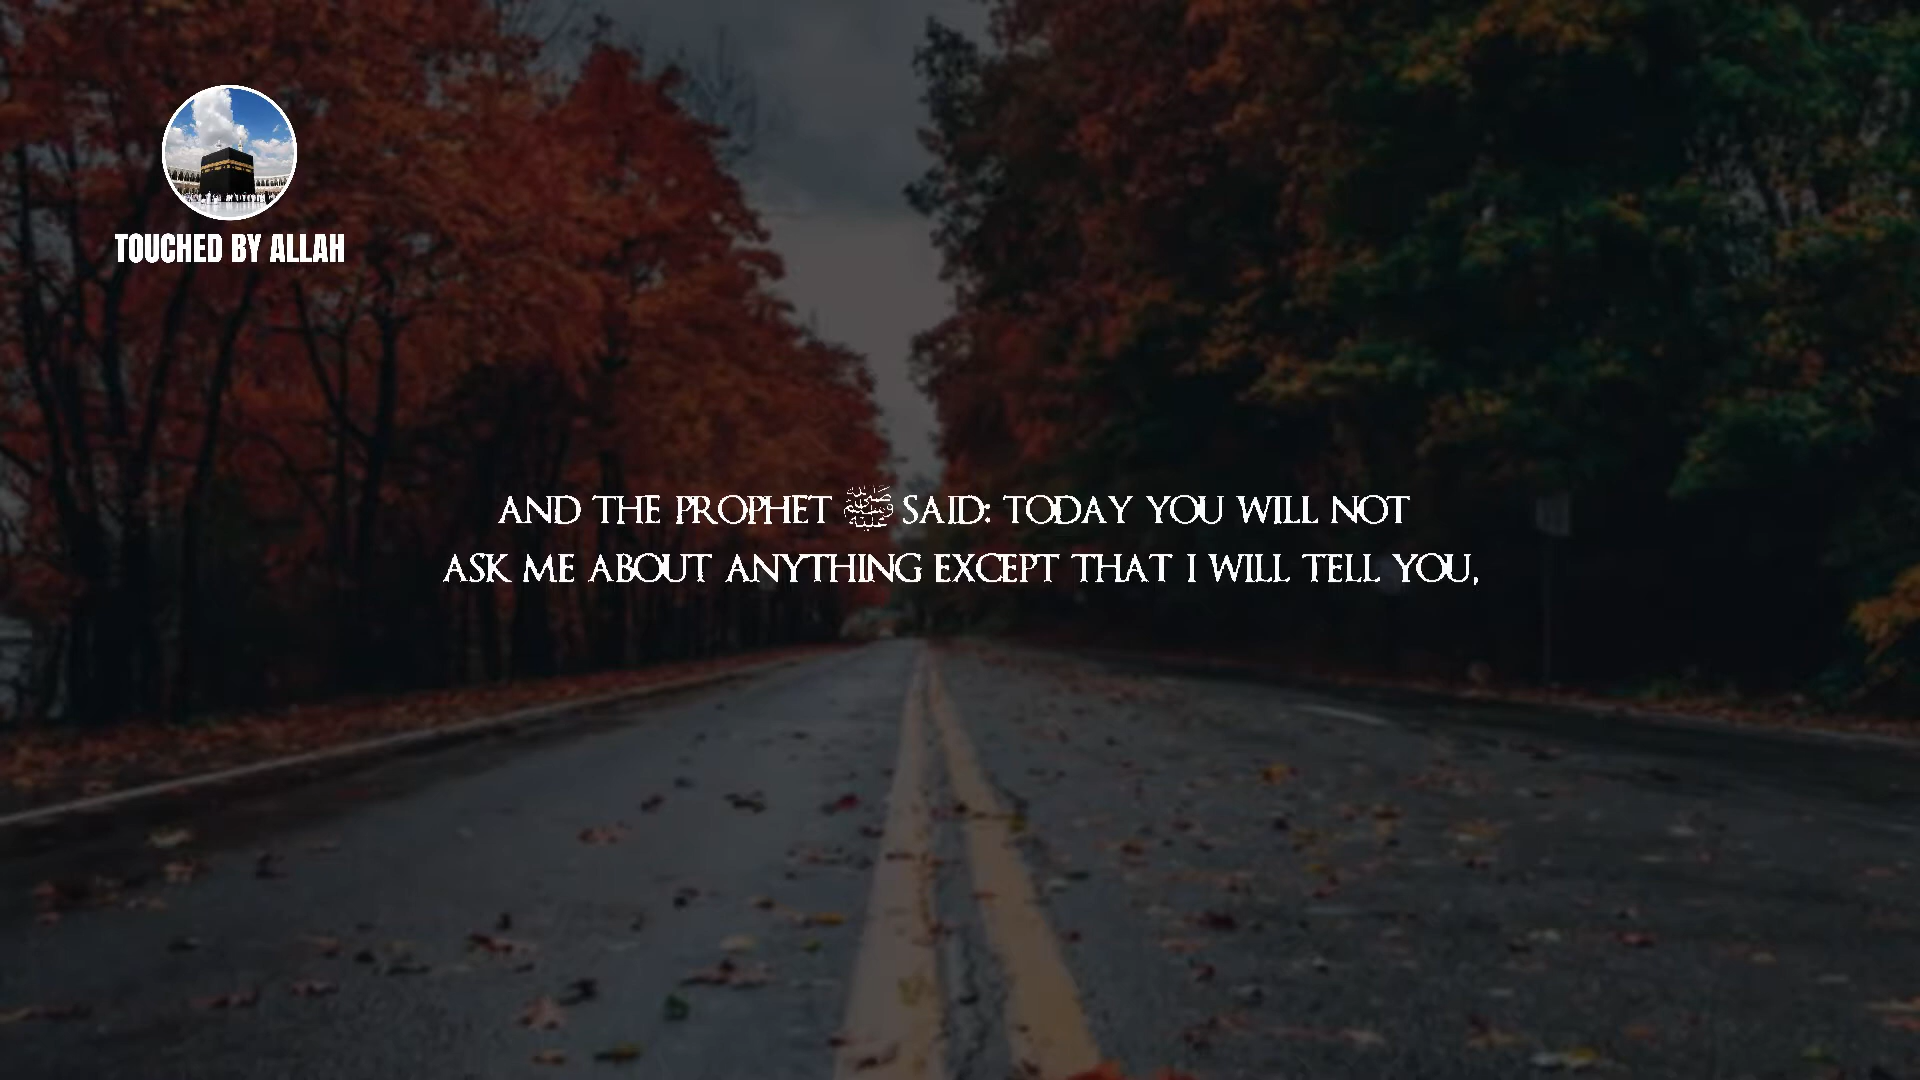 TOUCHED BY ALLAH
AND THE PROPHET ﷺ SAID: TODAY YOU WILL NOT
ASK ME ABOUT ANYTHING EXCEPT THAT I WILL TELL YOU,